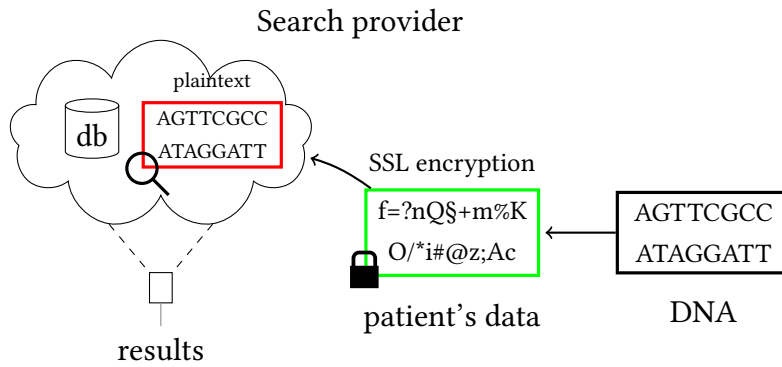 Search provider
plaintext
db
AGTTCGCC
ATAGGATT
SSL encryption
f=?nQ§+m%K
O/*i#@z;Ac
AGTTCGCC
ATAGGATT
patient's data
DNA
results